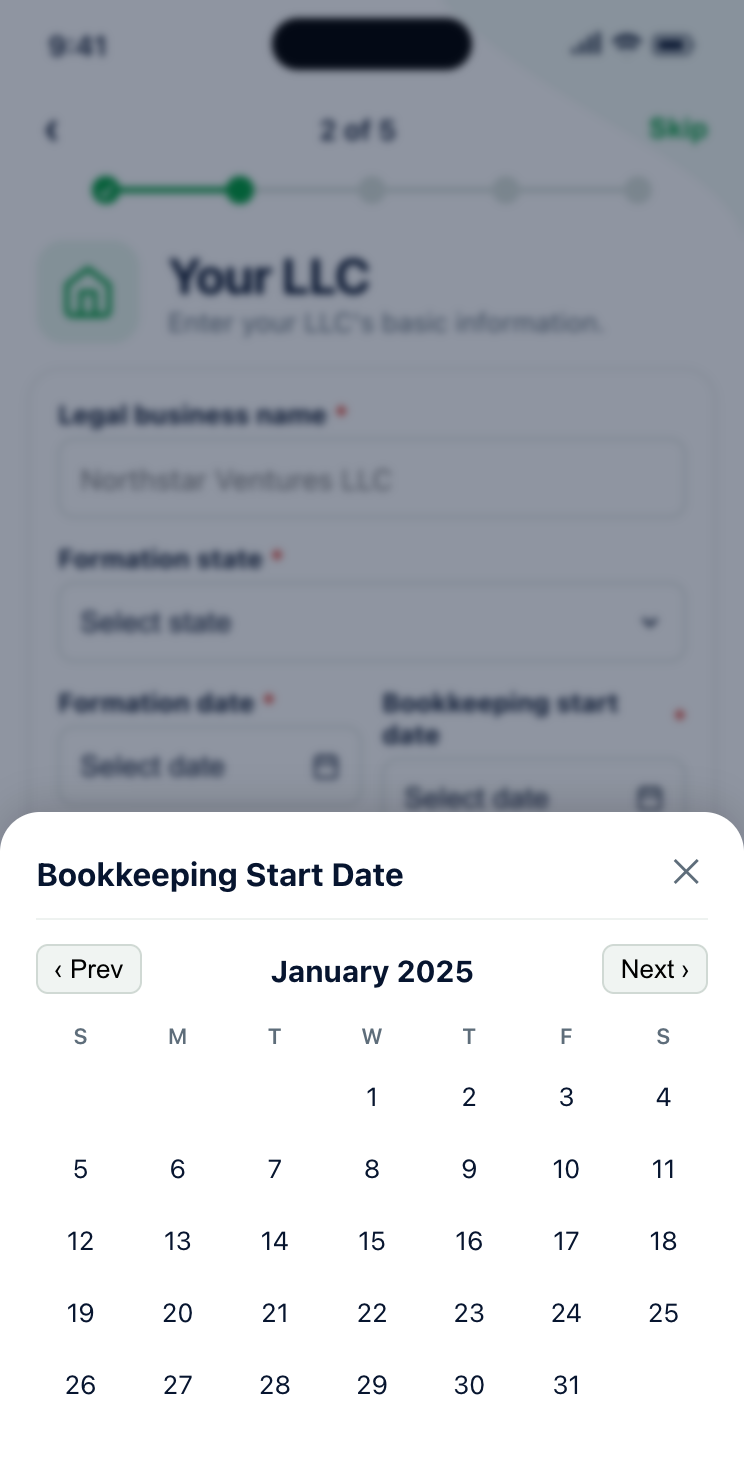 9:41
2 of 5
Skip
Your LLC
Enter your LLC's basic information.
Legal business name *
Northstar Ventures LLC
Formation state *
Select state
Formation date *
Bookkeeping start date *
Select date
Select date
Bookkeeping Start Date
‹ Prev
January 2025
Next ›
S M T W T F S
1 2 3 4
5 6 7 8 9 10 11
12 13 14 15 16 17 18
19 20 21 22 23 24 25
26 27 28 29 30 31